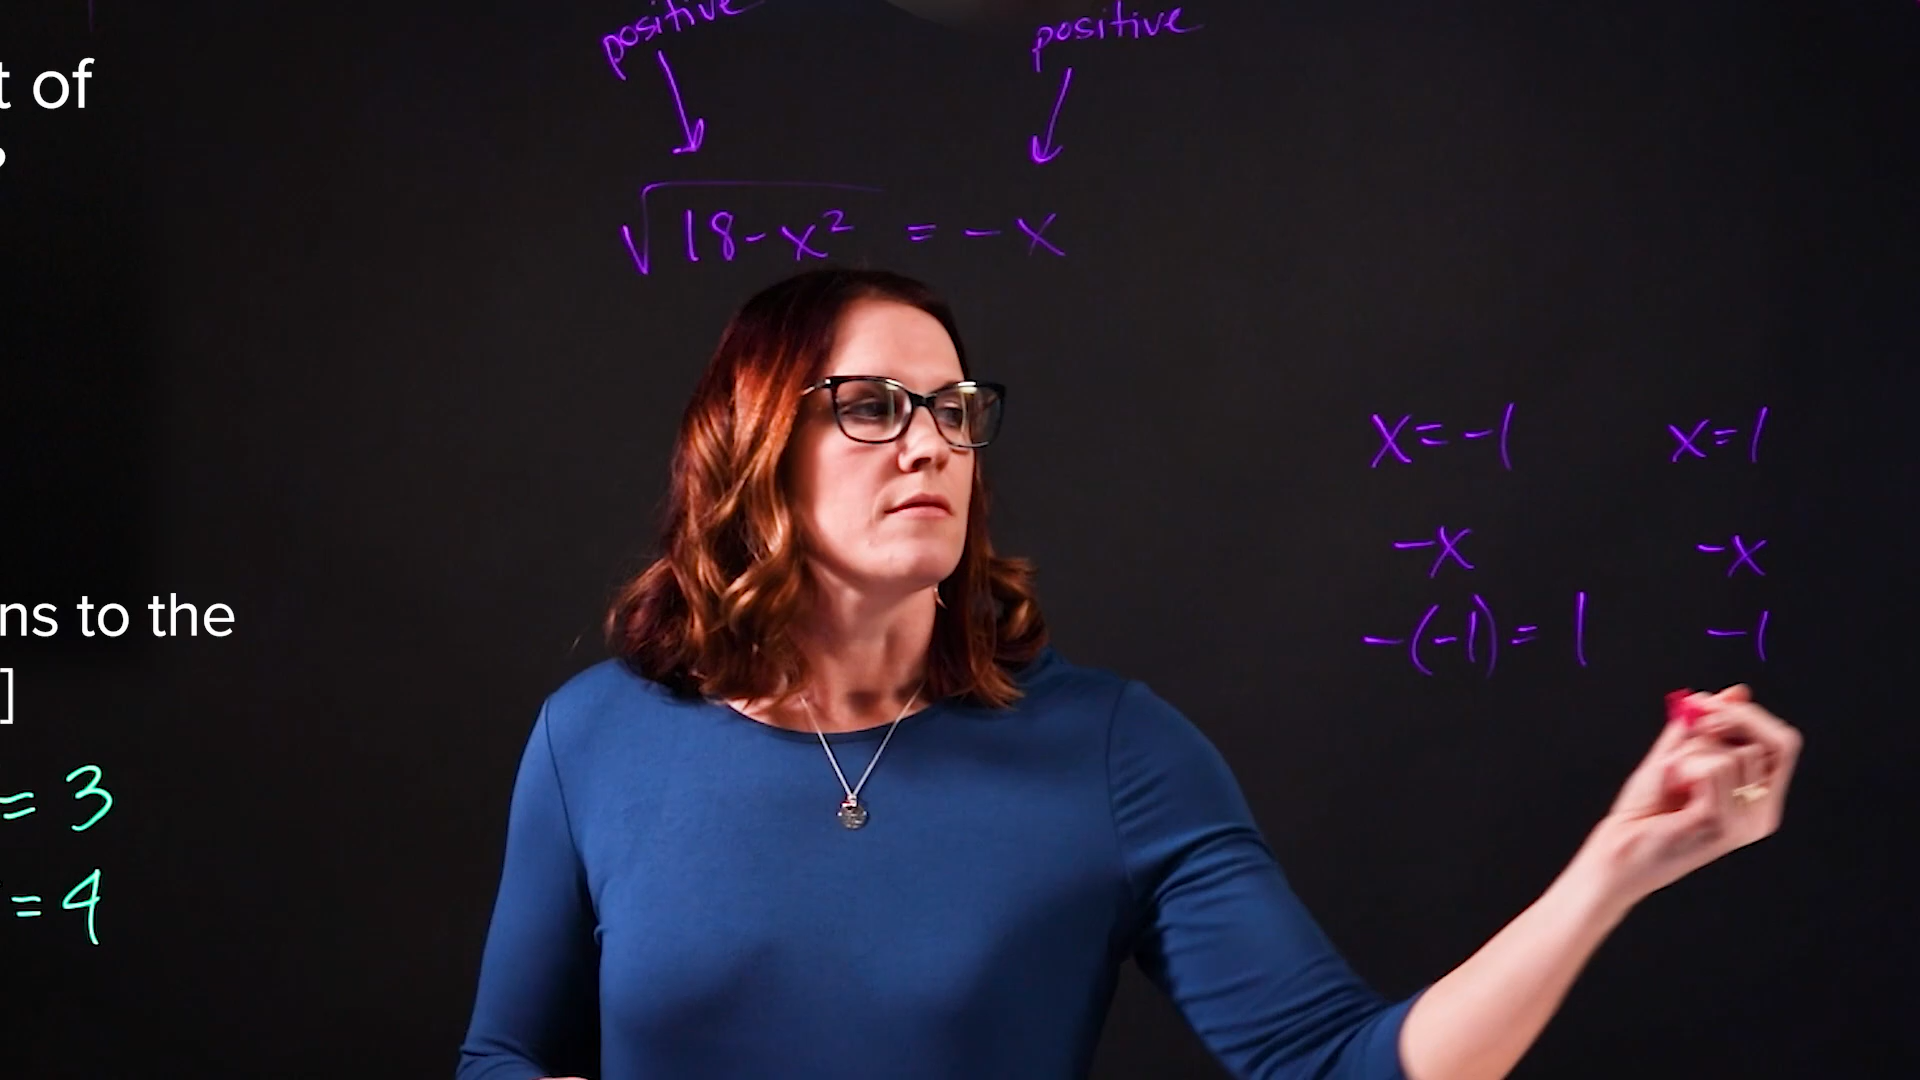 positive positive
t of
?
√18-x² = -x
x=-1 x=1
-x -x
-(-1)=1 -1
ns to the
]
= 3
= 4